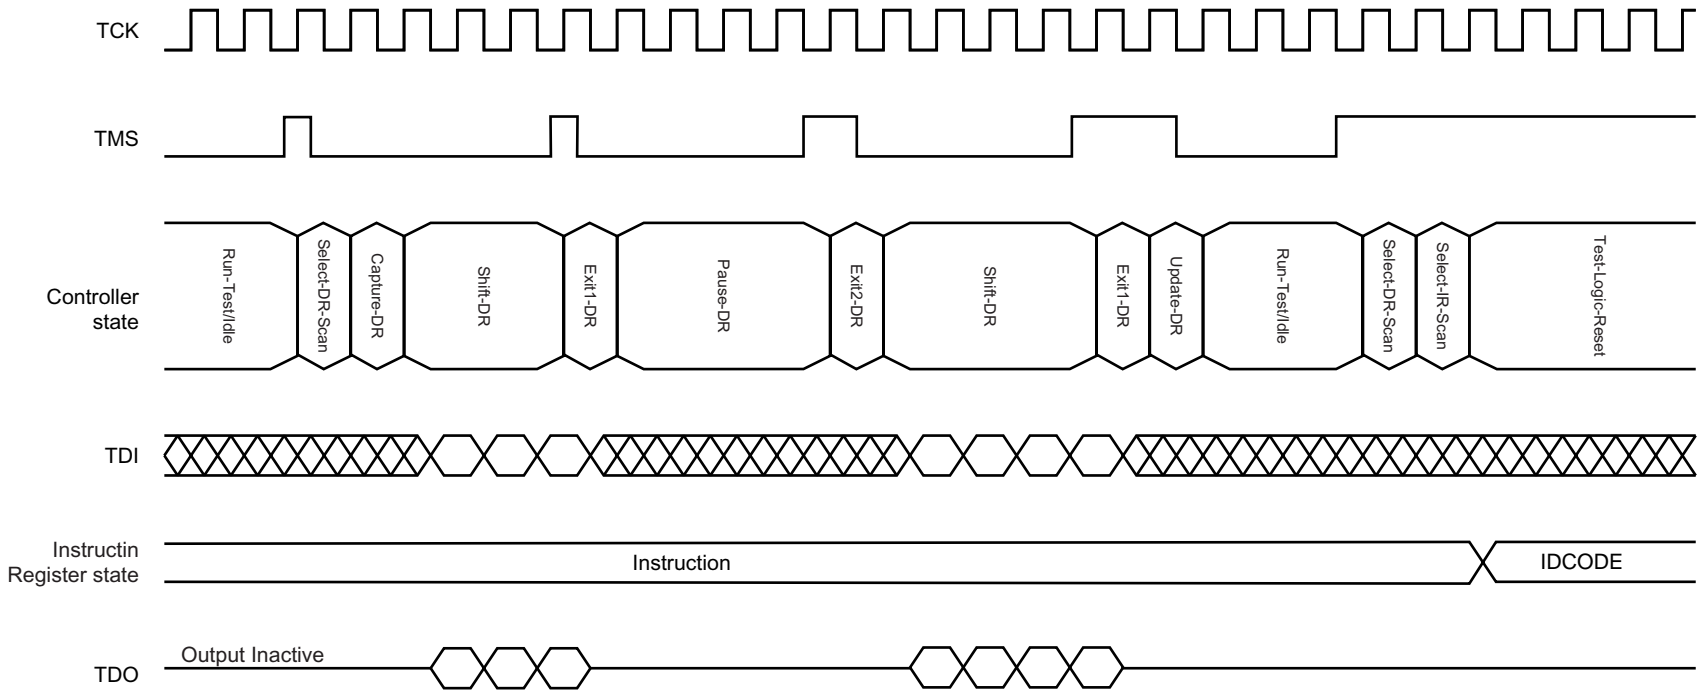 TCK
TMS
Controller
state
Run-Test/Idle
Select-DR-Scan
Capture-DR
Shift-DR
Exit1-DR
Pause-DR
Exit2-DR
Shift-DR
Exit1-DR
Update-DR
Run-Test/Idle
Select-DR-Scan
Select-IR-Scan
Test-Logic-Reset
TDI
Instructin
Register state
Instruction
IDCODE
TDO
Output Inactive